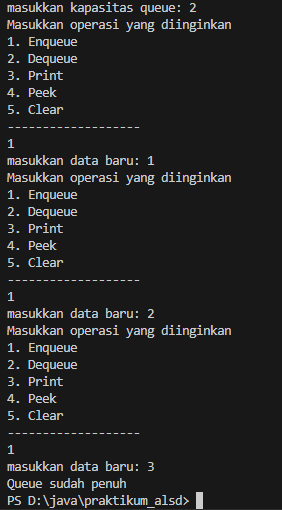 masukkan kapasitas queue: 2
Masukkan operasi yang diinginkan
1. Enqueue
2. Dequeue
3. Print
4. Peek
5. Clear
-------------------
1
masukkan data baru: 1
Masukkan operasi yang diinginkan
1. Enqueue
2. Dequeue
3. Print
4. Peek
5. Clear
-------------------
1
masukkan data baru: 2
Masukkan operasi yang diinginkan
1. Enqueue
2. Dequeue
3. Print
4. Peek
5. Clear
-------------------
1
masukkan data baru: 3
Queue sudah penuh
PS D:\java\praktikum_alsd>